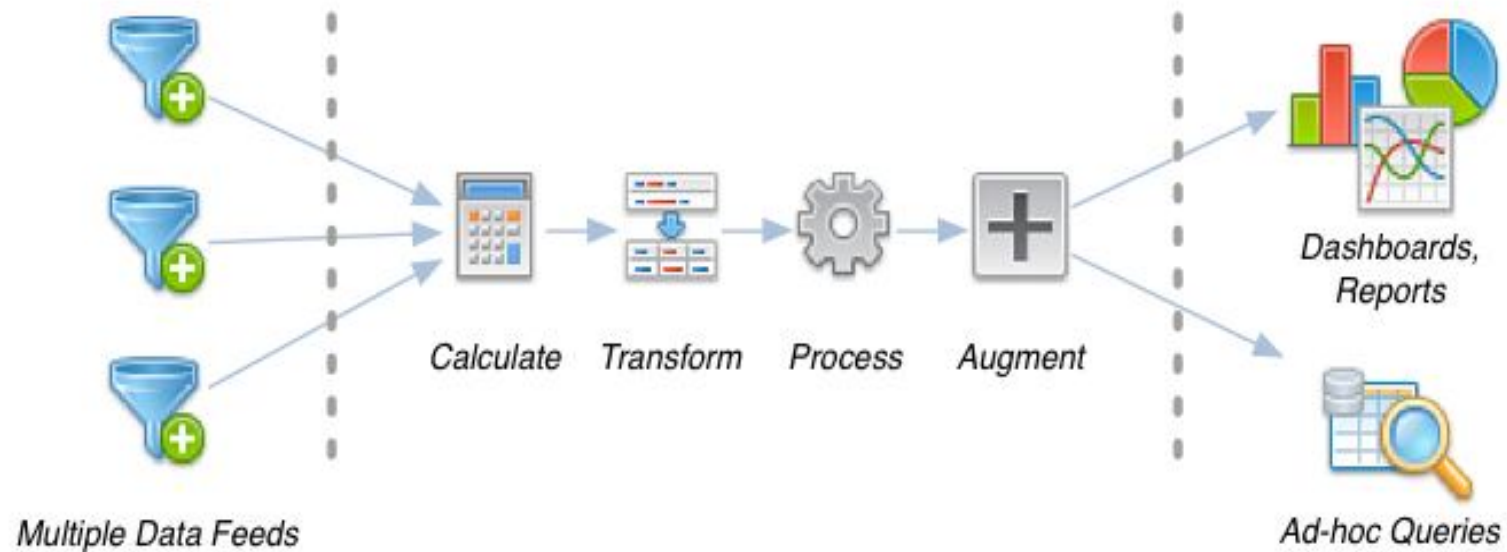 Calculate
Transform
Process
Augment
Dashboards,
Reports
Multiple Data Feeds
Ad-hoc Queries